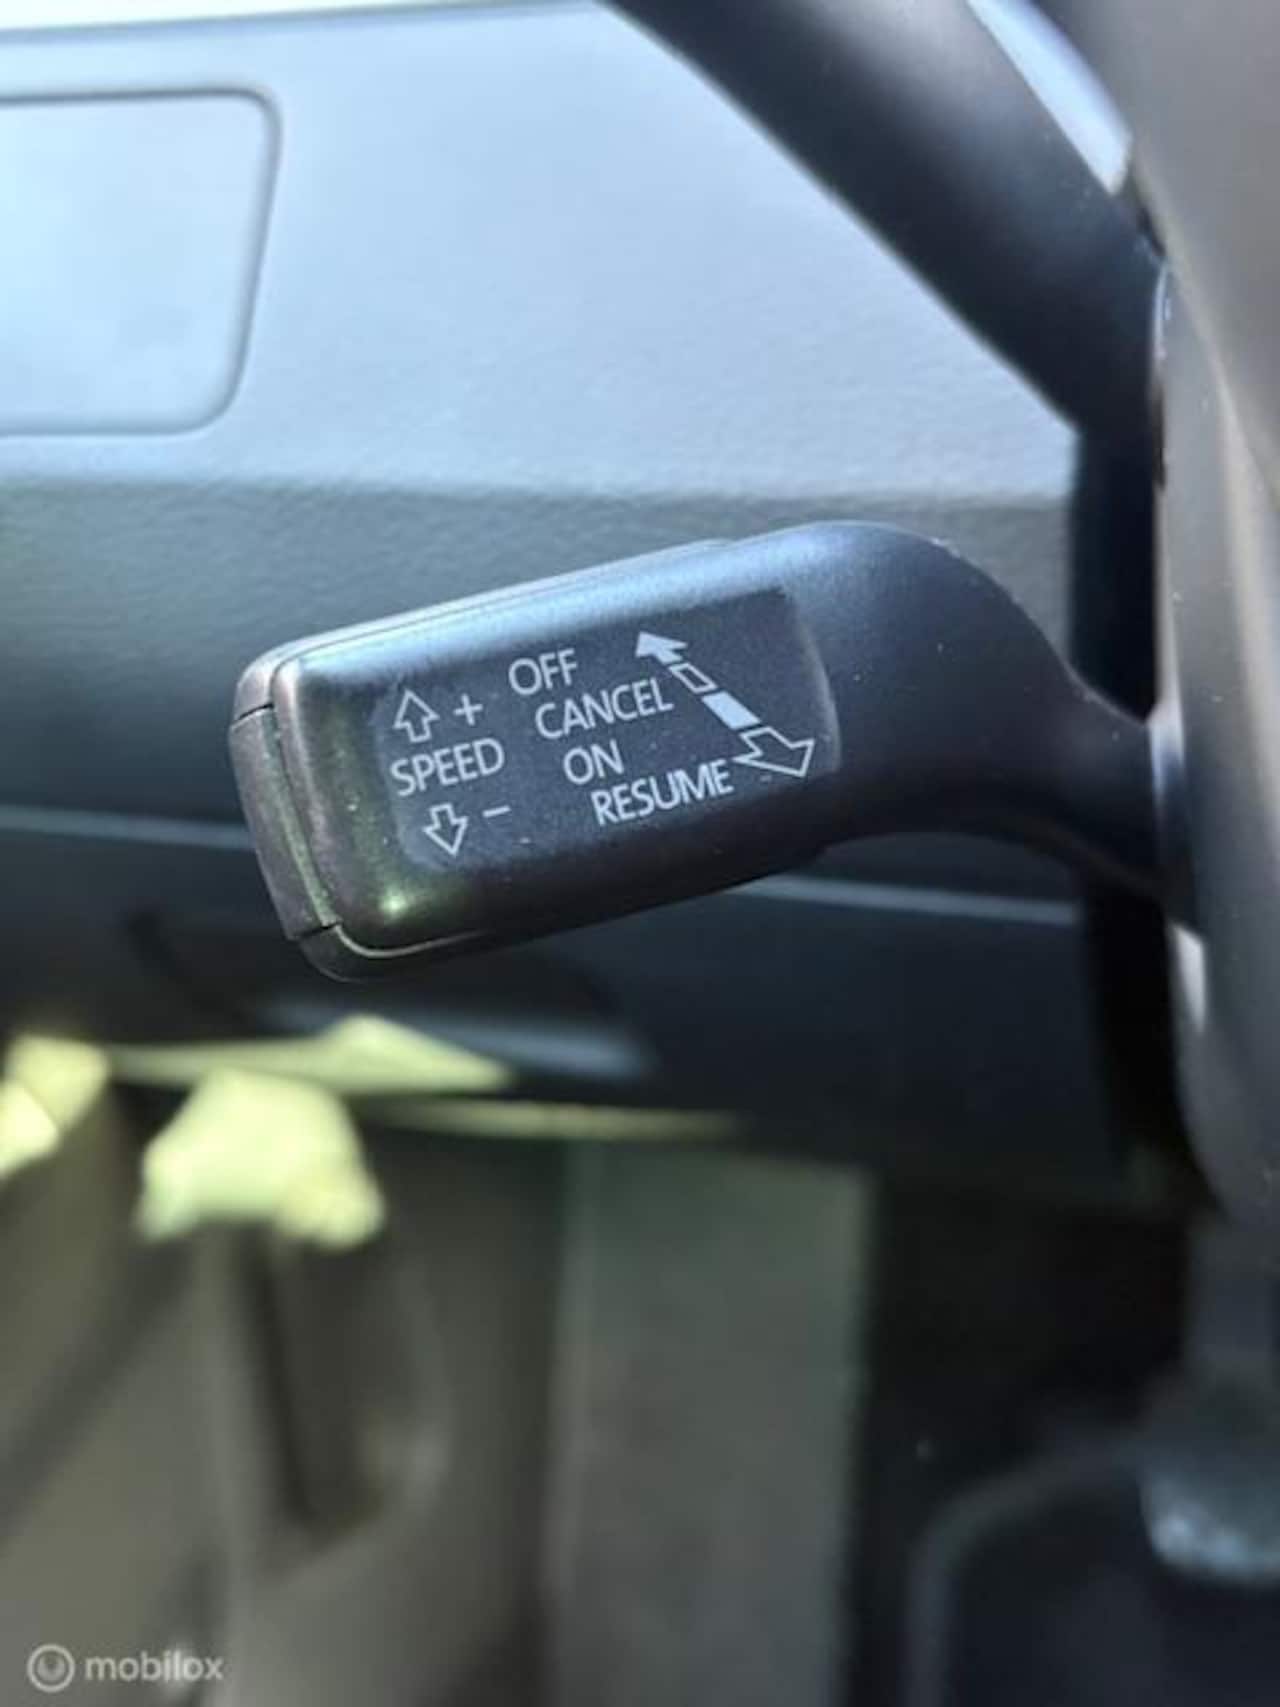 OFF
+ CANCEL
SPEED ON
- RESUME
mobilox